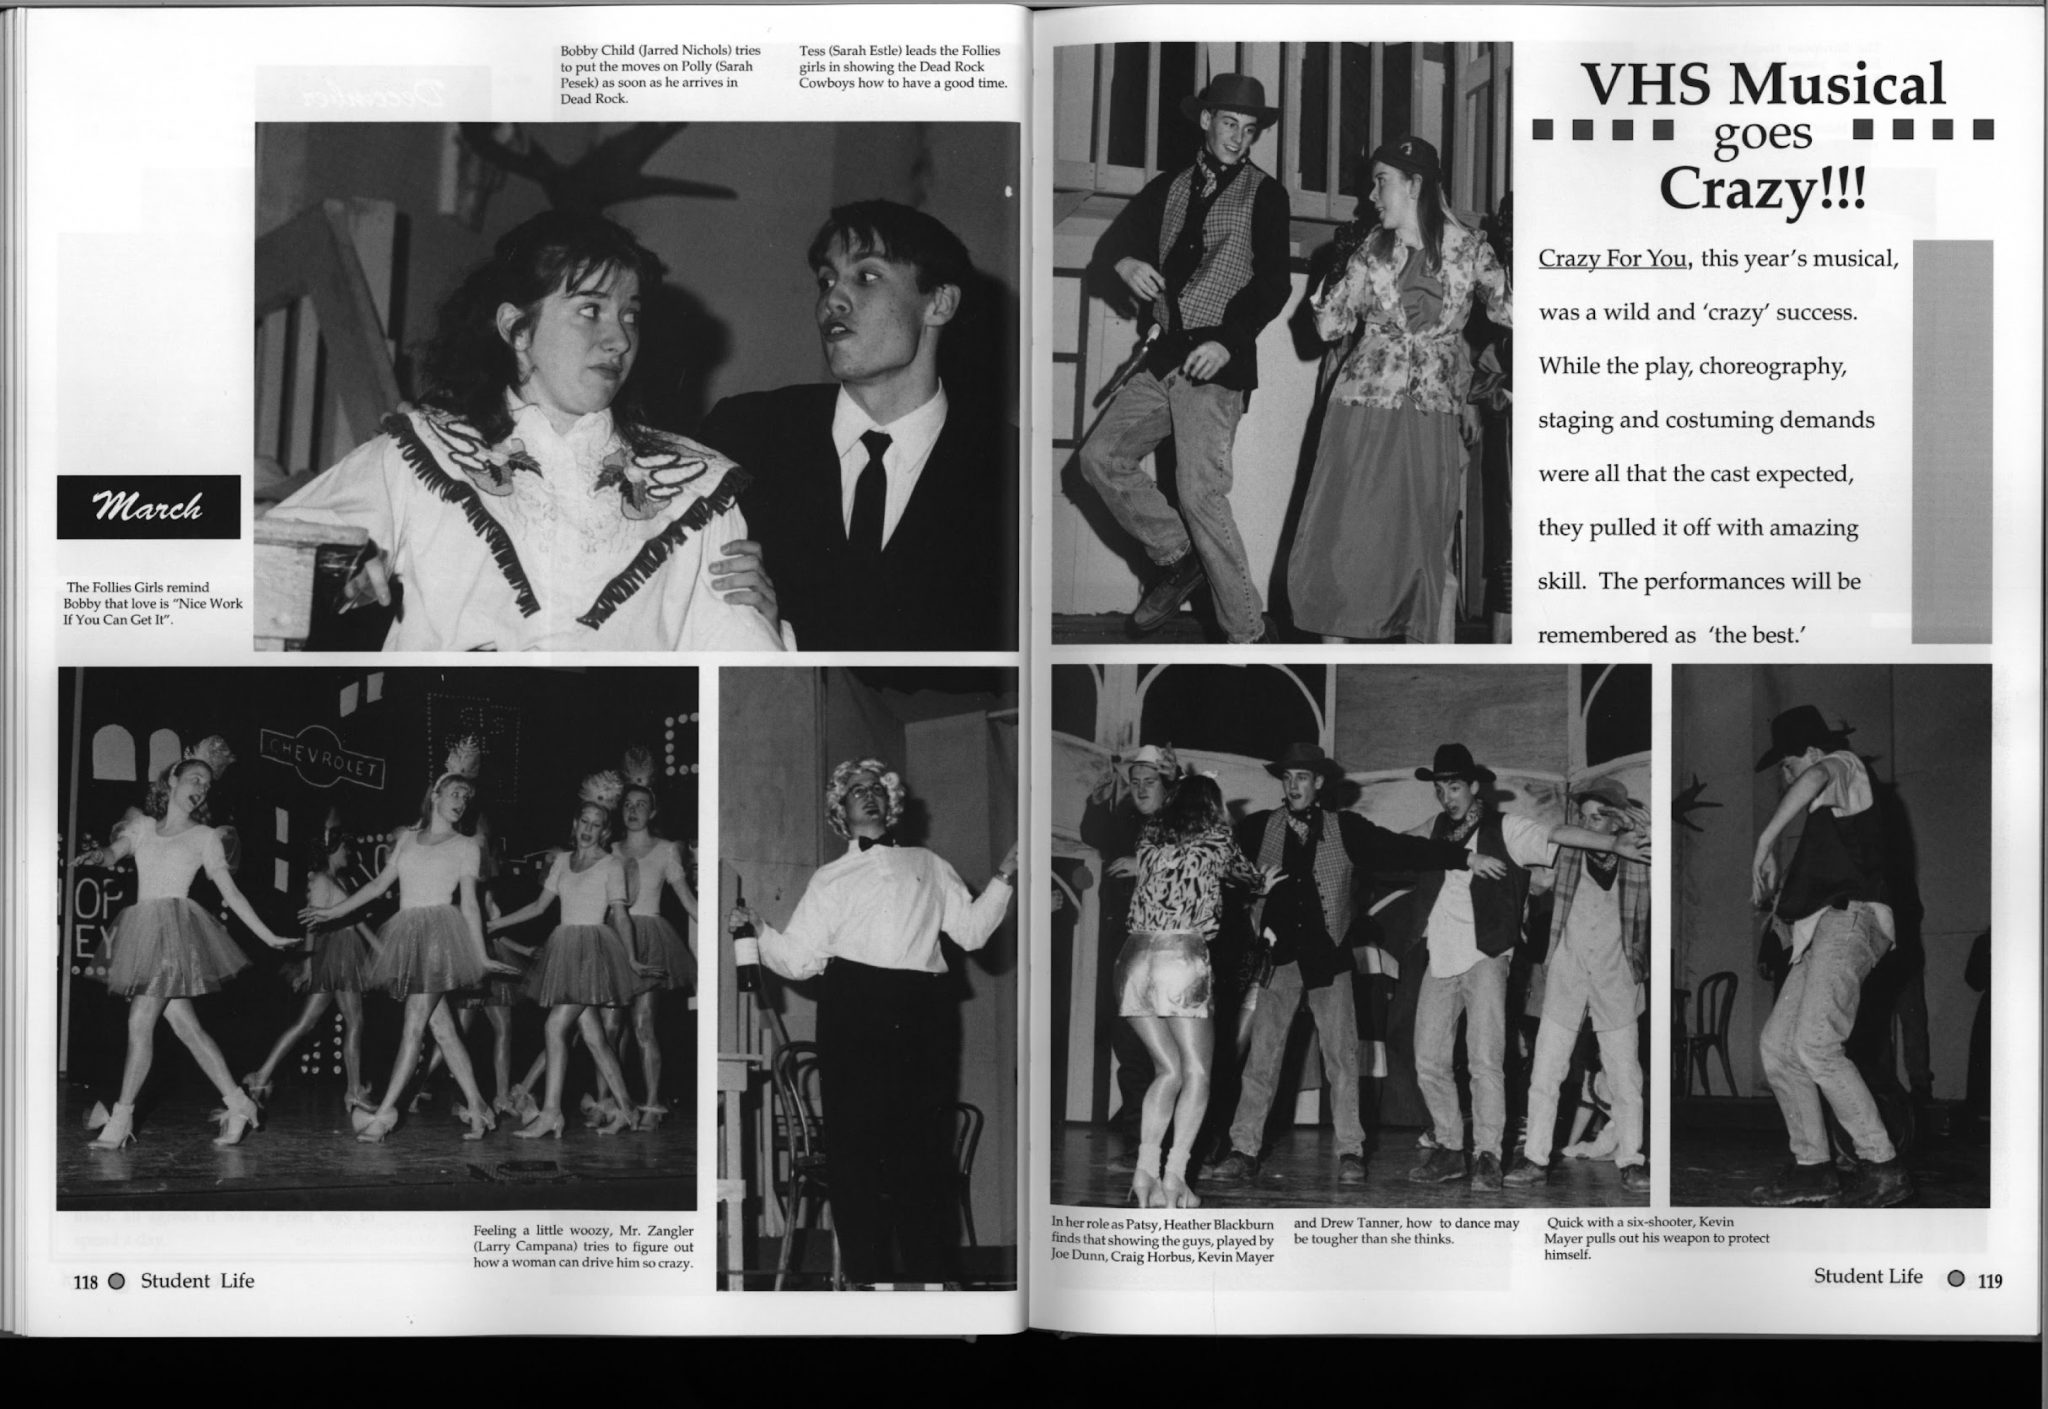 Bobby Child (Jarred Nichols) tries
to put the moves on Polly (Sarah
Pesek) as soon as he arrives in
Dead Rock.
Tess (Sarah Estle) leads the Follies
girls in showing the Dead Rock
Cowboys how to have a good time.
March
The Follies Girls remind
Bobby that love is "Nice Work
If You Can Get It".
CHEVROLET
Feeling a little woozy, Mr. Zangler
(Larry Campana) tries to figure out
how a woman can drive him so crazy.
118 Student Life
VHS Musical
goes
Crazy!!!
Crazy For You, this year's musical,
was a wild and 'crazy' success.
While the play, choreography,
staging and costuming demands
were all that the cast expected,
they pulled it off with amazing
skill. The performances will be
remembered as 'the best.'
In her role as Patsy, Heather Blackburn
finds that showing the guys, played by
Joe Dunn, Craig Horbus, Kevin Mayer
and Drew Tanner, how to dance may
be tougher than she thinks.
Quick with a six-shooter, Kevin
Mayer pulls out his weapon to protect
himself.
Student Life 119